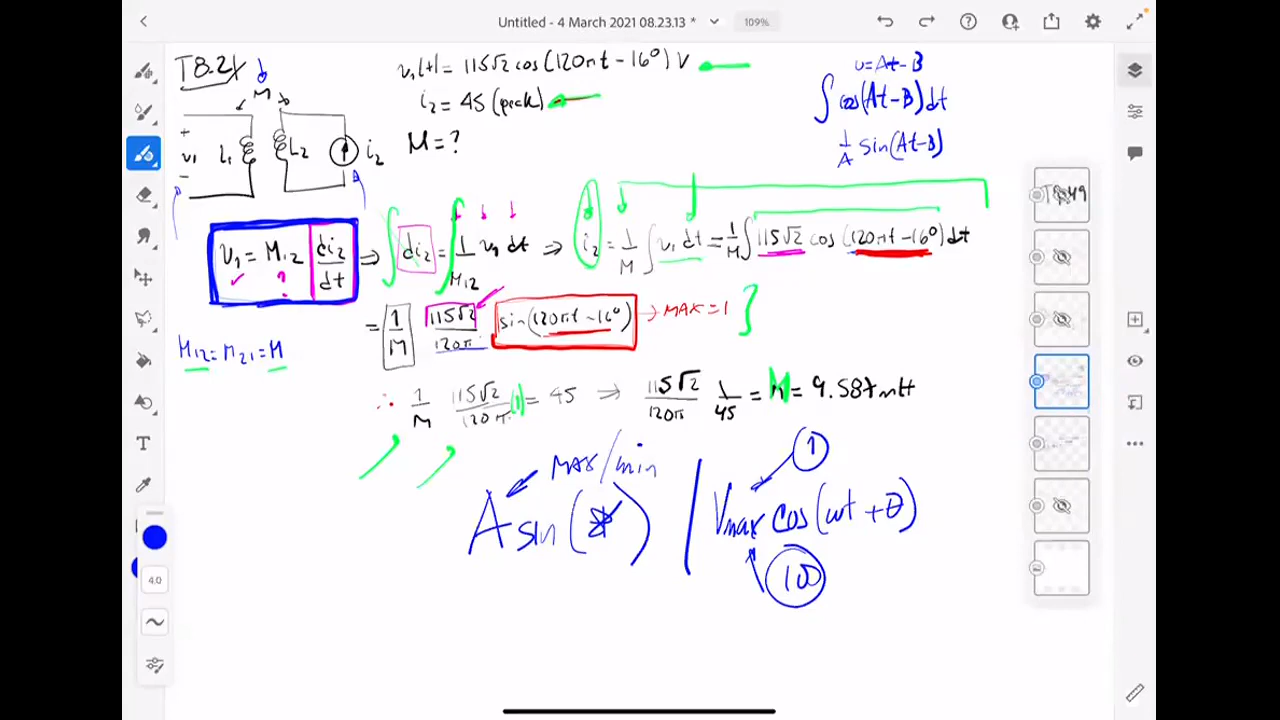 Untitled - 4 March 2021 08.23.13 *
109%
T8.21
v₁(t) = 115√2 cos(120πt - 16°) V
i₂ = 45 (peak)
M = ?
u = At - B
∫ cos(At - B) dt
1/A sin(At - B)
M
+
v₁
-
L₁
L₂
i₂
T8.49
V₁ = M₁₂ di₂/dt ⇒ ∫ di₂ = ∫ 1/M₁₂ v₁ dt ⇒ i₂ = 1/M ∫ v₁ dt = 1/M ∫ 115√2 cos(120πt - 16°) dt
✓ ?
= 1/M 115√2/120π sin(120πt - 16°) → MAX = 1 }
M₁₂ = M₂₁ = M
∴ 1/M 115√2/120π (1) = 45 ⇒ 115√2/120π 1/45 = M = 9.587 mH
MAX/min
A sin(*)
1
Vmax cos(ωt + θ)
100
T
4.0